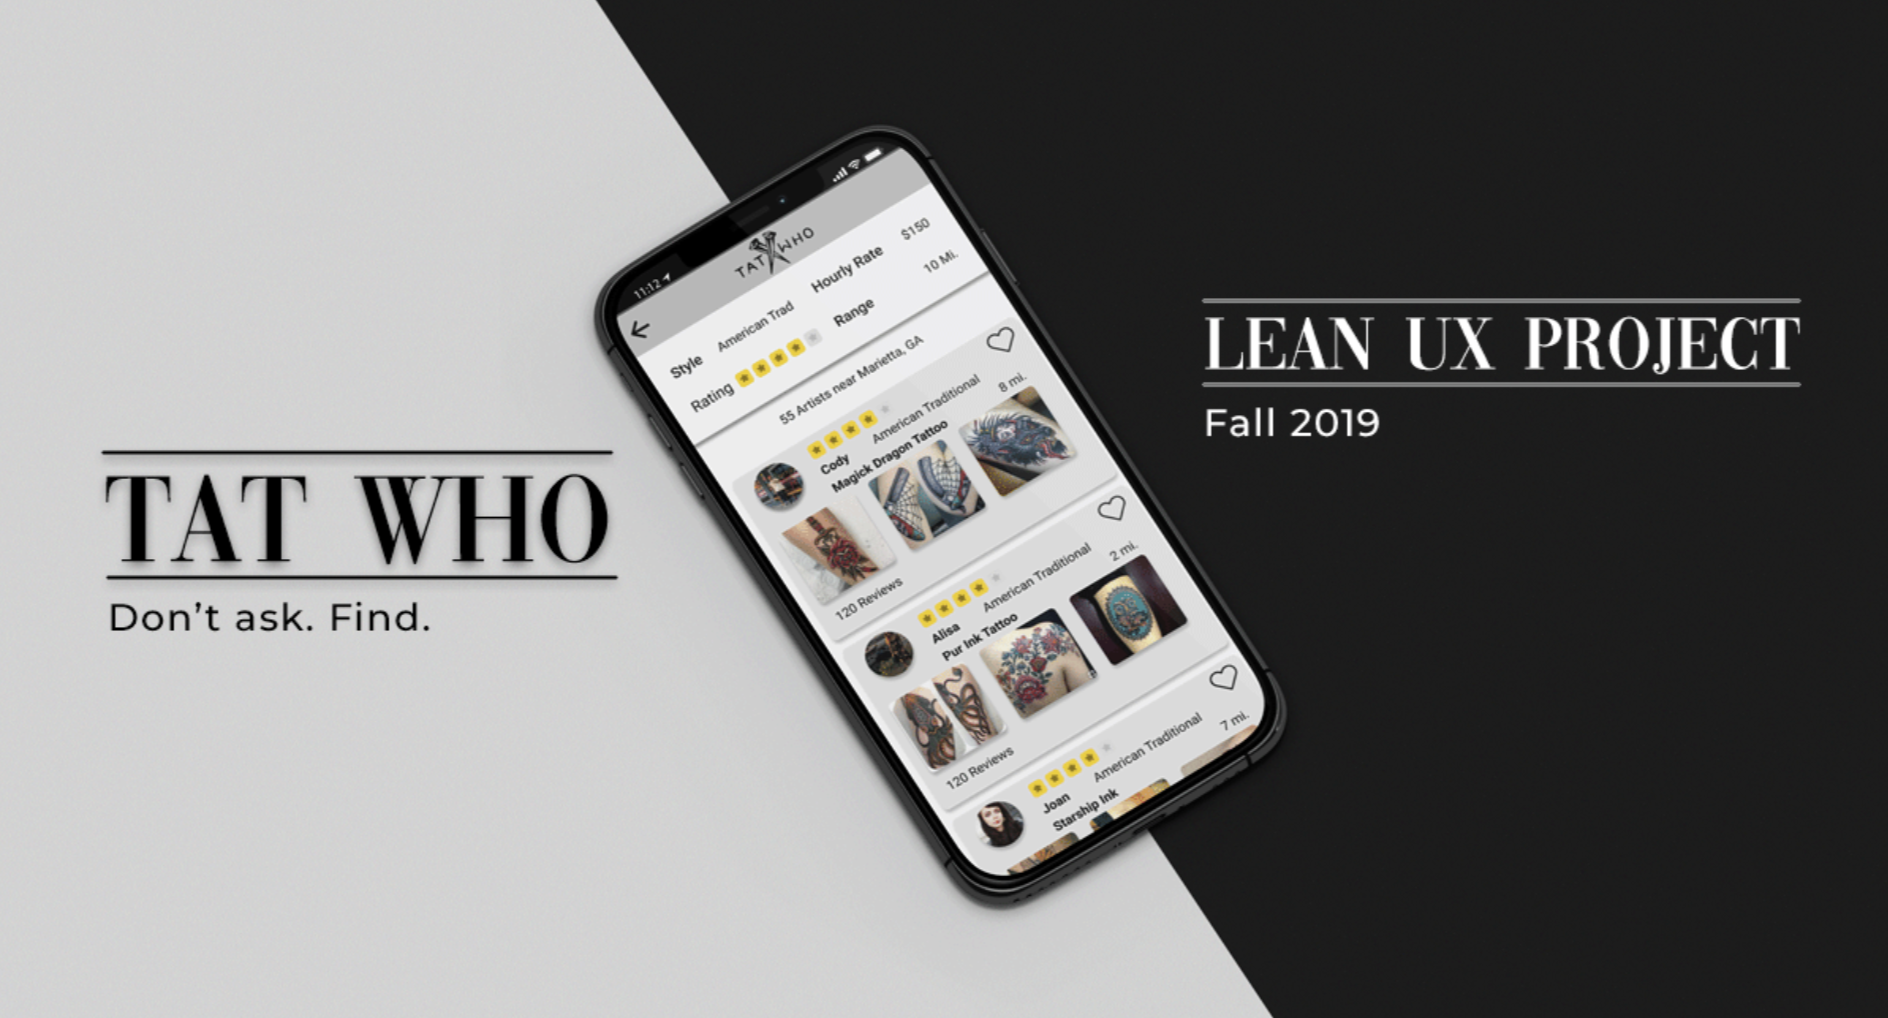 TAT WHO
Don't ask. Find.
11:12
TAT WHO
Style American Trad Hourly Rate $150
Rating Range 10 Mi.
55 Artists near Marietta, GA
American Traditional 8 mi.
Cody
Magick Dragon Tattoo
120 Reviews
American Traditional 2 mi.
Alisa
Pur Ink Tattoo
120 Reviews
American Traditional 7 mi.
Joan
Starship Ink
LEAN UX PROJECT
Fall 2019